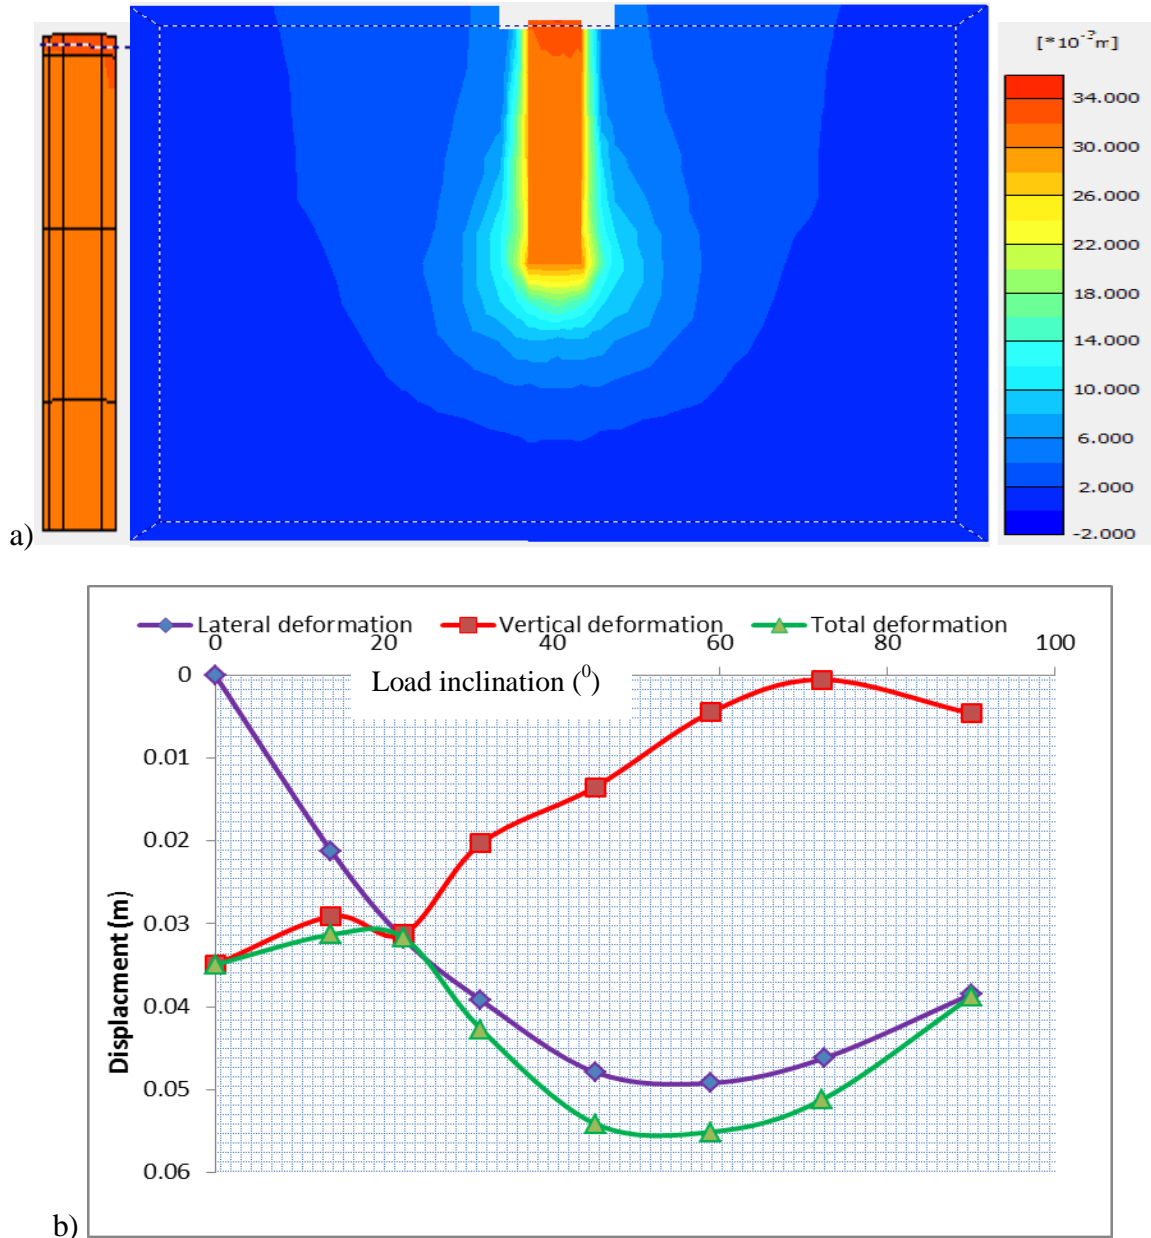 [*10⁻³m]
34.000
30.000
26.000
22.000
18.000
14.000
10.000
6.000
2.000
-2.000
a)
Lateral deformation Vertical deformation Total deformation
0 20 40 60 80 100
Load inclination (⁰)
0
0.01
0.02
0.03
0.04
0.05
0.06
Displacment (m)
b)